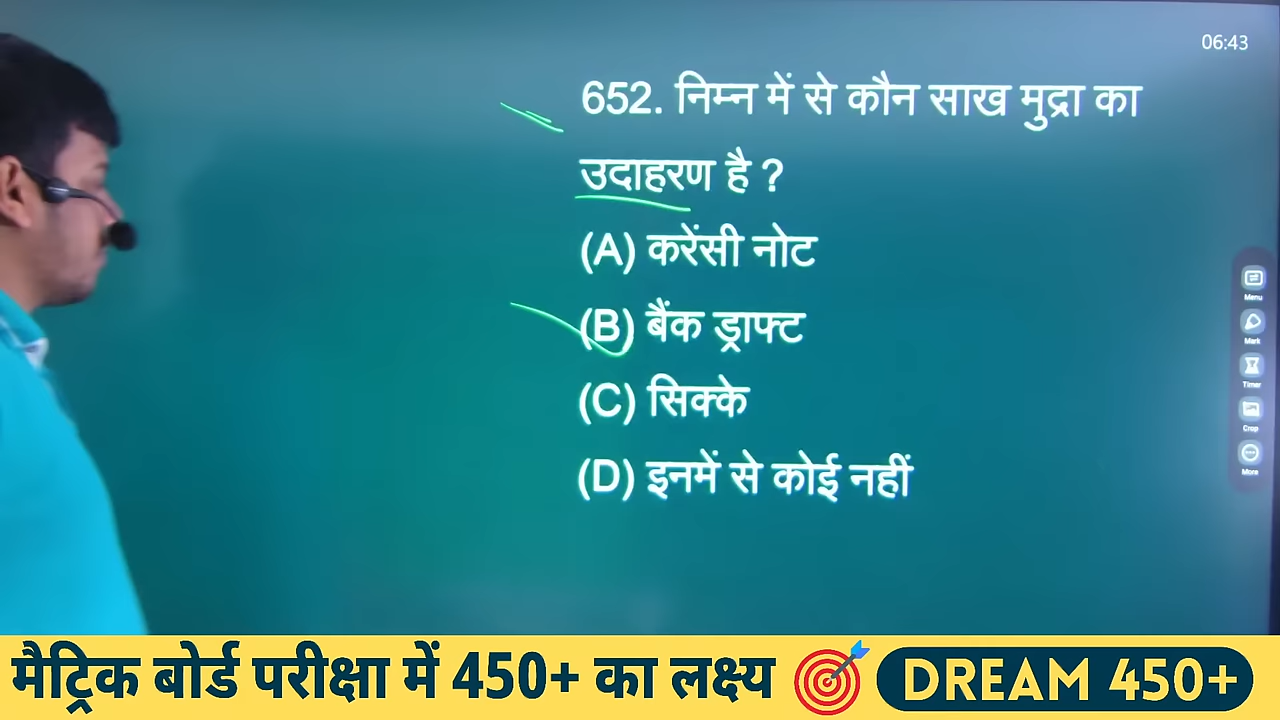 06:43
652. निम्न में से कौन साख मुद्रा का
उदाहरण है ?
(A) करेंसी नोट
(B) बैंक ड्राफ्ट
(C) सिक्के
(D) इनमें से कोई नहीं
Menu
Mark
Timer
Crop
More
मैट्रिक बोर्ड परीक्षा में 450+ का लक्ष्य DREAM 450+